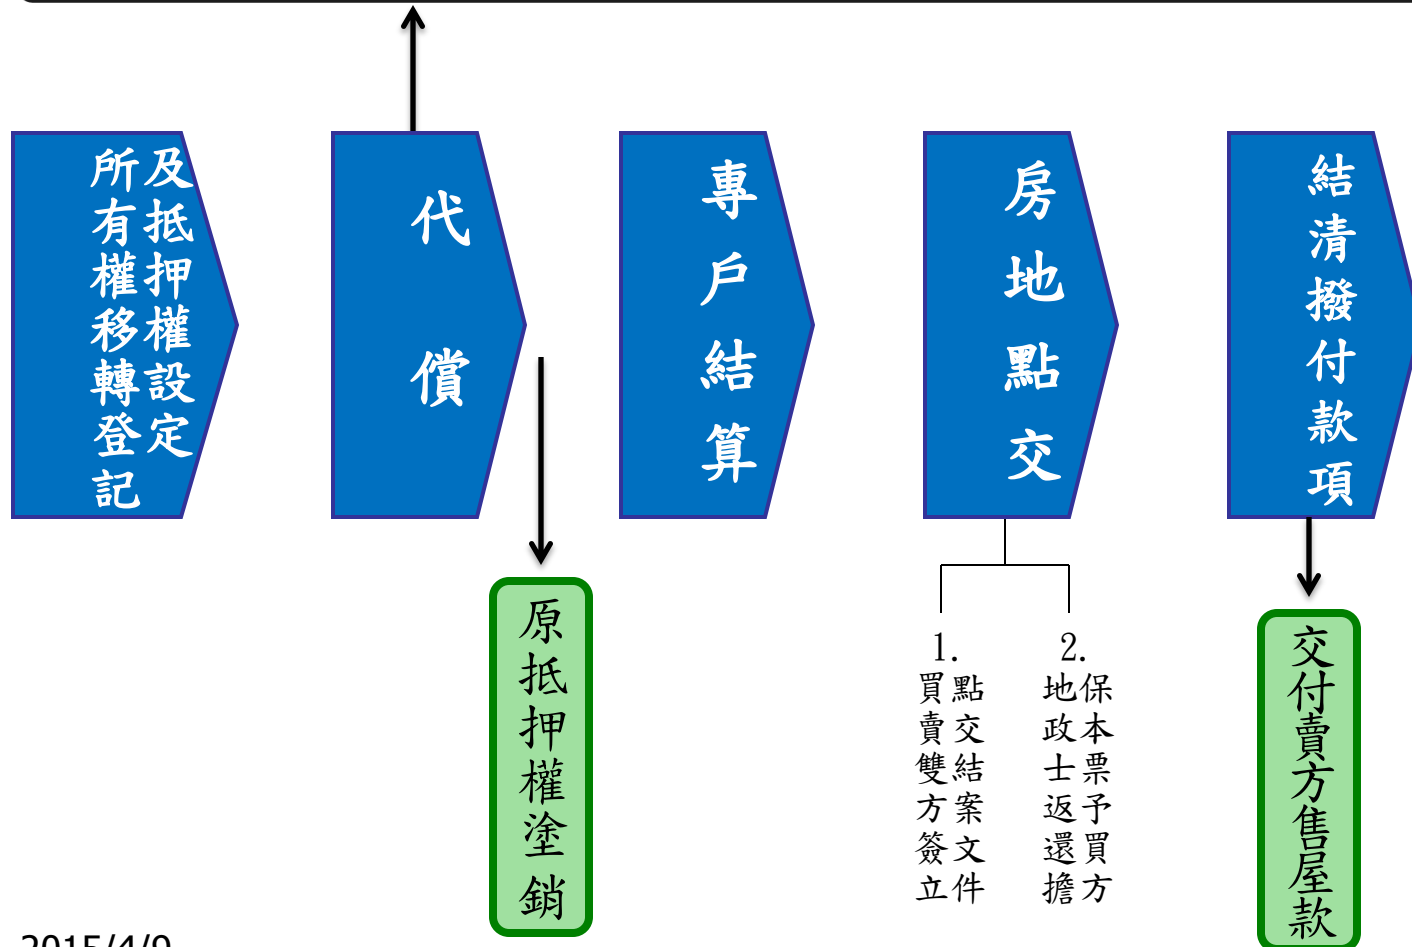 所有權移轉登記
及抵押權設定
代償
專戶結算
房地點交
結清撥付款項
原抵押權塗銷
1.
買賣雙方簽立
點交結案文件
2.
地政士返還擔
保本票予買方
交付賣方售屋款
2015/4/9